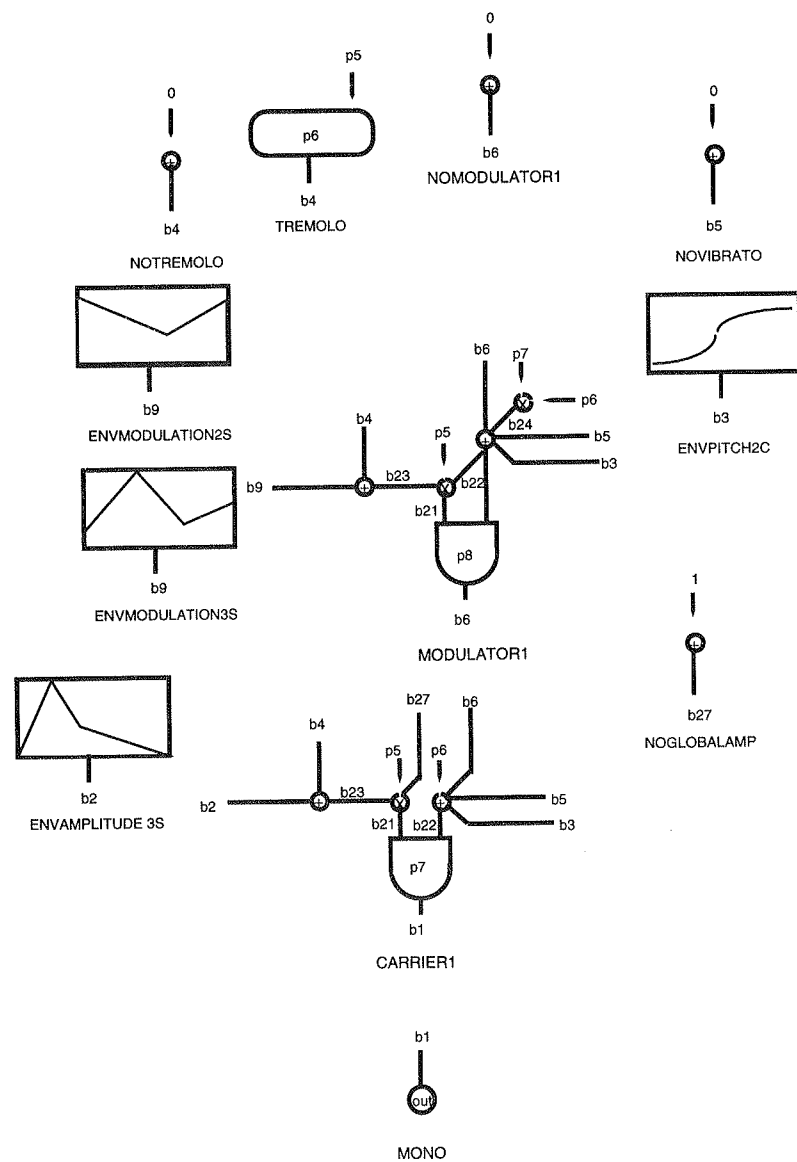 0
p5
0
0
p6
b4
TREMOLO
b6
NOMODULATOR1
b4
NOTREMOLO
b5
NOVIBRATO
b9
ENVMODULATION2S
b3
ENVPITCH2C
b6
p7
p6
b24
b4
p5
b5
b3
b9
b23
b22
b21
p8
b6
MODULATOR1
b9
ENVMODULATION3S
1
b27
NOGLOBALAMP
b2
ENVAMPLITUDE 3S
b4
b27
b6
p5
p6
b2
b23
b5
b3
b21
b22
p7
b1
CARRIER1
b1
out
MONO